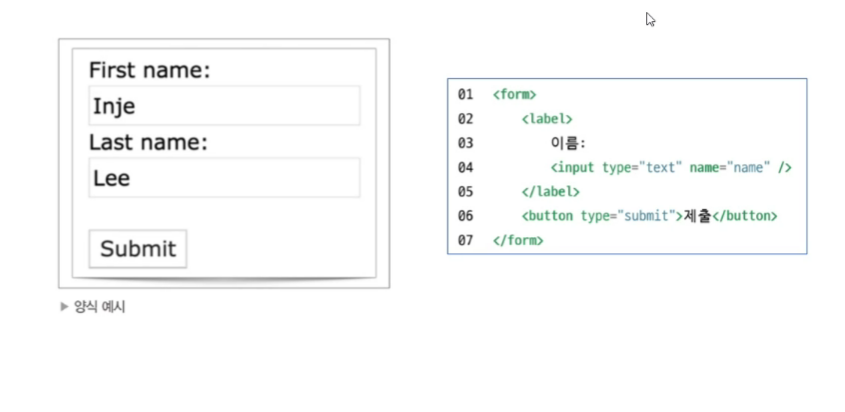 First name:
Inje
Last name:
Lee
Submit
▶ 양식 예시
01 <form>
02 <label>
03 이름:
04 <input type="text" name="name" />
05 </label>
06 <button type="submit">제출</button>
07 </form>